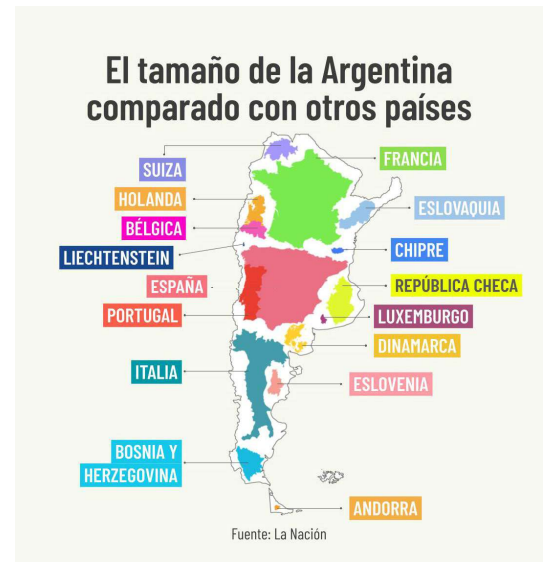 El tamaño de la Argentina
comparado con otros países
SUIZA
FRANCIA
HOLANDA
ESLOVAQUIA
BÉLGICA
LIECHTENSTEIN
CHIPRE
ESPAÑA
REPÚBLICA CHECA
PORTUGAL
LUXEMBURGO
DINAMARCA
ITALIA
ESLOVENIA
BOSNIA Y
HERZEGOVINA
ANDORRA
Fuente: La Nación